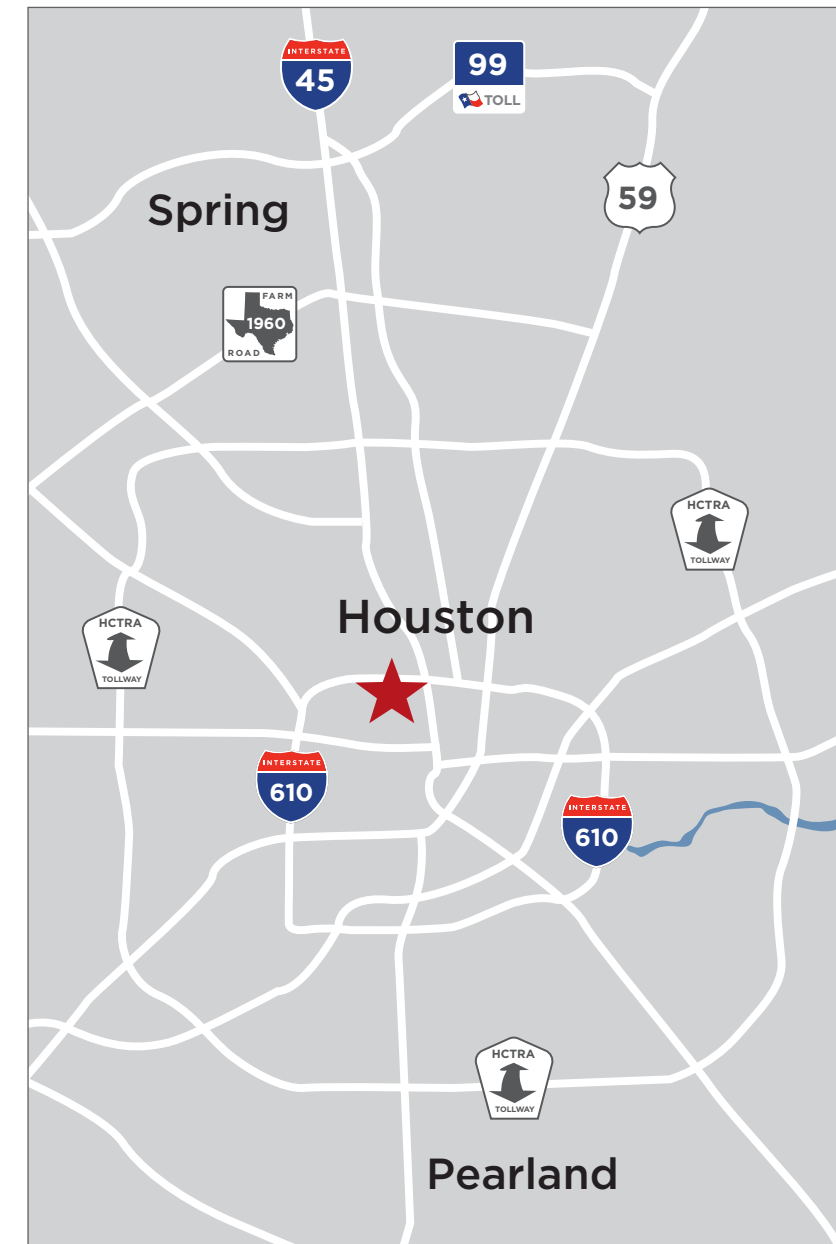 INTERSTATE
45
99
TOLL
59
Spring
FARM
1960
ROAD
HCTRA
TOLLWAY
Houston
HCTRA
TOLLWAY
INTERSTATE
610
INTERSTATE
610
HCTRA
TOLLWAY
Pearland